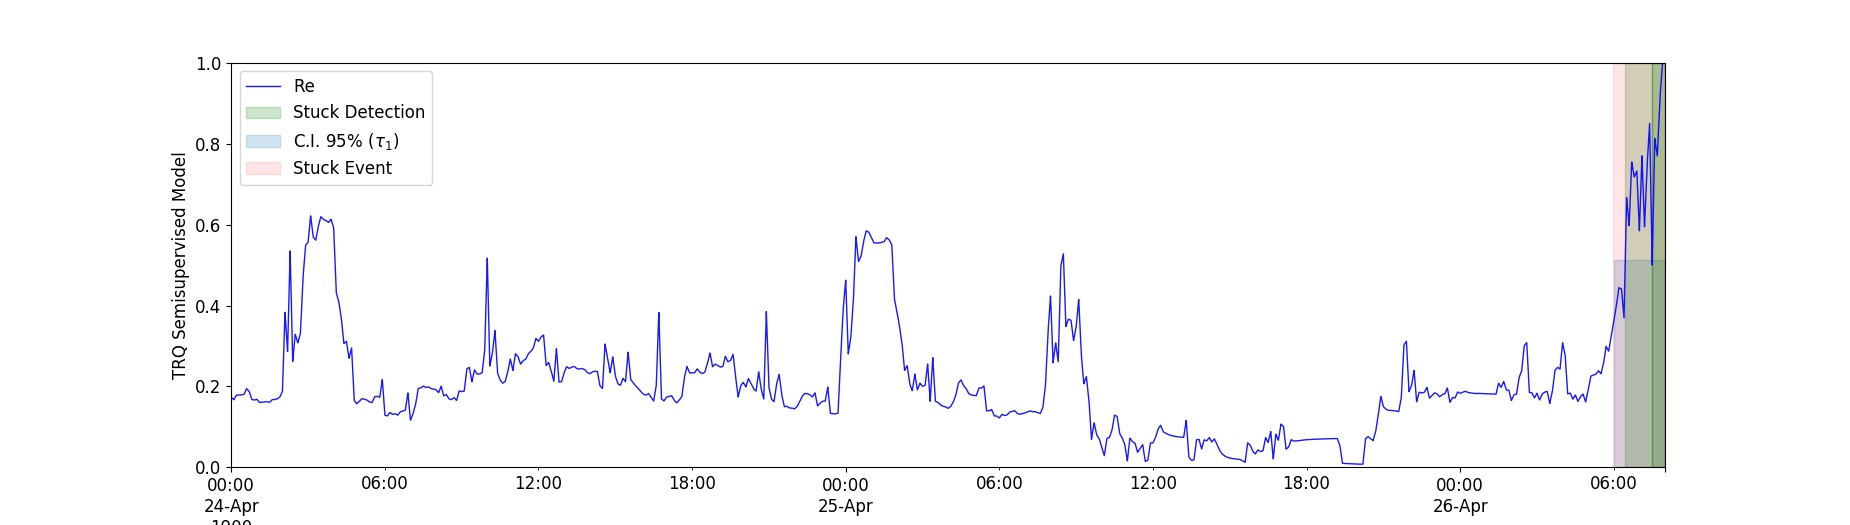 TRQ Semisupervised Model
1.0
0.8
0.6
0.4
0.2
0.0
Re
Stuck Detection
C.I. 95% (τ₁)
Stuck Event
00:00 06:00 12:00 18:00 00:00 06:00 12:00 18:00 00:00 06:00
24-Apr 25-Apr 26-Apr
1900